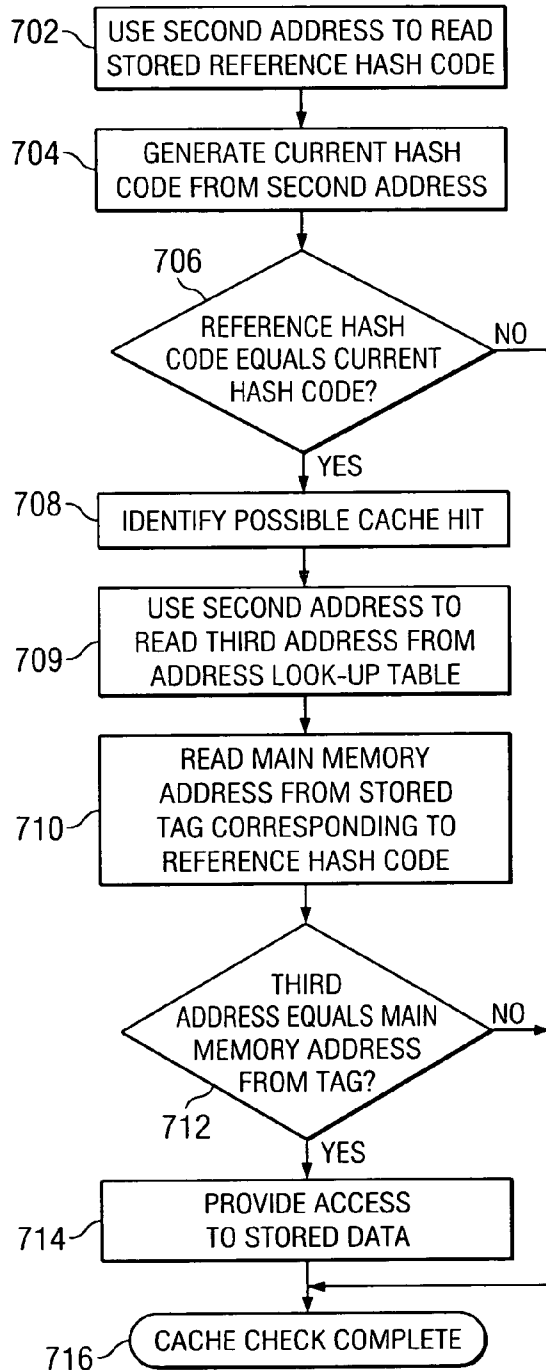 702
USE SECOND ADDRESS TO READ
STORED REFERENCE HASH CODE
704
GENERATE CURRENT HASH
CODE FROM SECOND ADDRESS
706
REFERENCE HASH
CODE EQUALS CURRENT
HASH CODE?
NO
YES
708
IDENTIFY POSSIBLE CACHE HIT
709
USE SECOND ADDRESS TO
READ THIRD ADDRESS FROM
ADDRESS LOOK-UP TABLE
710
READ MAIN MEMORY
ADDRESS FROM STORED
TAG CORRESPONDING TO
REFERENCE HASH CODE
THIRD
ADDRESS EQUALS MAIN
MEMORY ADDRESS
FROM TAG?
NO
712
YES
714
PROVIDE ACCESS
TO STORED DATA
716
CACHE CHECK COMPLETE